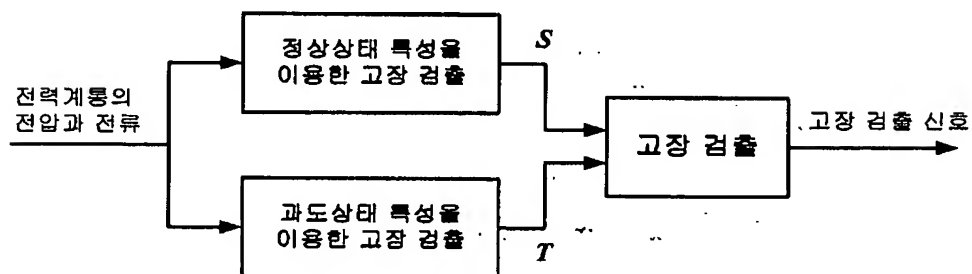 정상상태 특성을
이용한 고장 검출
S
전력계통의
전압과 전류
고장 검출
고장 검출 신호
과도상태 특성을
이용한 고장 검출
T